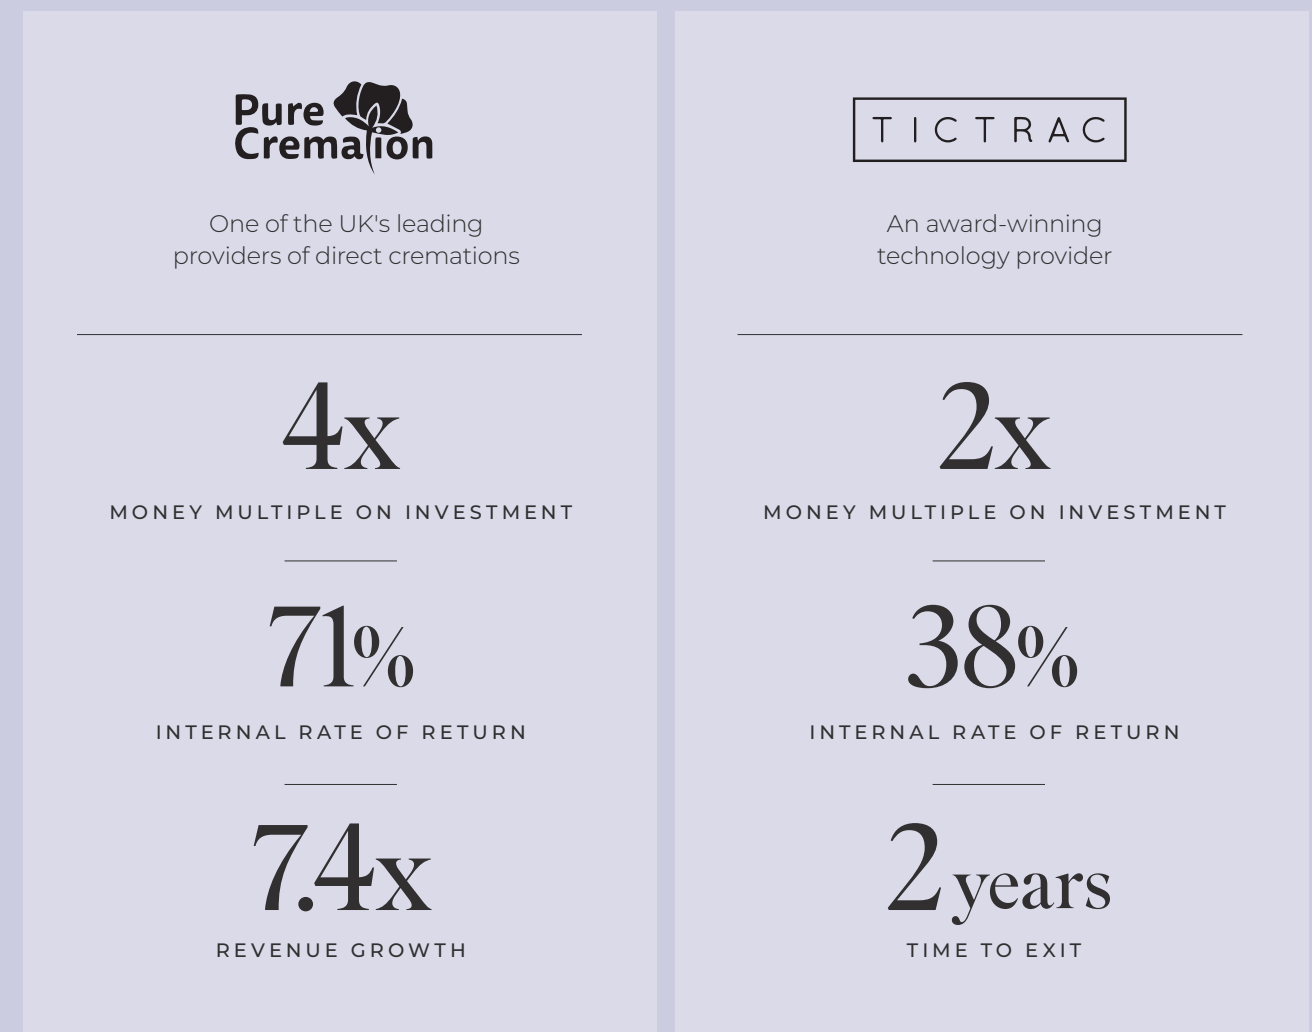 Pure
Cremation
One of the UK's leading
providers of direct cremations
4x
MONEY MULTIPLE ON INVESTMENT
71%
INTERNAL RATE OF RETURN
7.4x
REVENUE GROWTH
TICTRAC
An award-winning
technology provider
2x
MONEY MULTIPLE ON INVESTMENT
38%
INTERNAL RATE OF RETURN
2 years
TIME TO EXIT